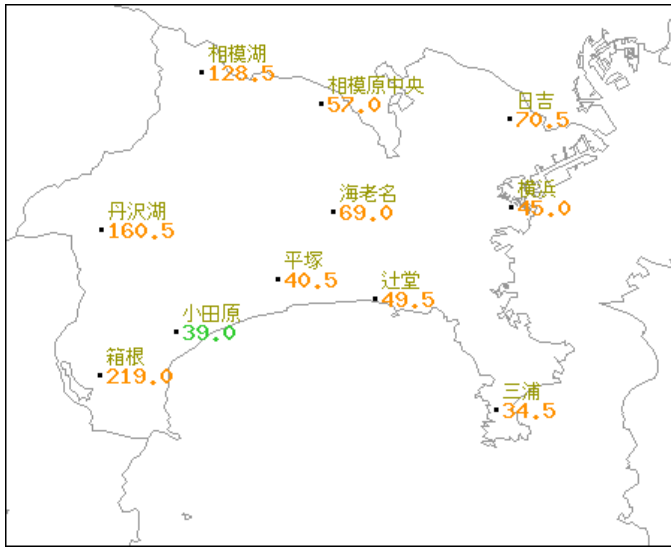 相模湖
128.5
相模原中央
57.0
日吉
70.5
海老名
69.0
横浜
45.0
丹沢湖
160.5
平塚
40.5
辻堂
49.5
小田原
39.0
箱根
219.0
三浦
34.5